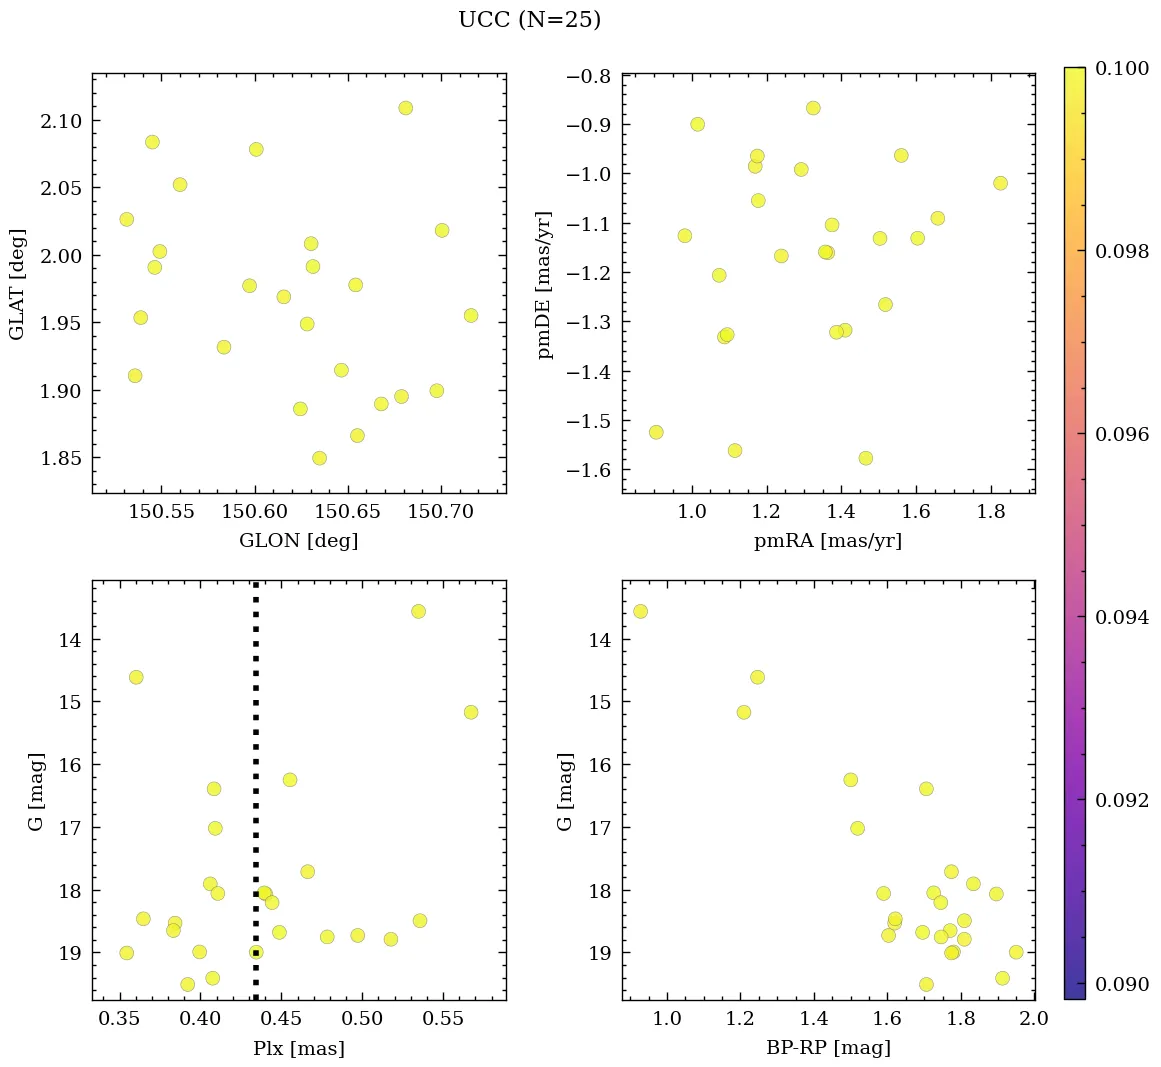 UCC (N=25)
2.10
2.05
2.00
1.95
1.90
1.85
GLAT [deg]
150.55 150.60 150.65 150.70
GLON [deg]
−0.8
−0.9
−1.0
−1.1
−1.2
−1.3
−1.4
−1.5
−1.6
pmDE [mas/yr]
1.0 1.2 1.4 1.6 1.8
pmRA [mas/yr]
14
15
16
17
18
19
G [mag]
0.35 0.40 0.45 0.50 0.55
Plx [mas]
14
15
16
17
18
19
G [mag]
1.0 1.2 1.4 1.6 1.8 2.0
BP-RP [mag]
0.100
0.098
0.096
0.094
0.092
0.090